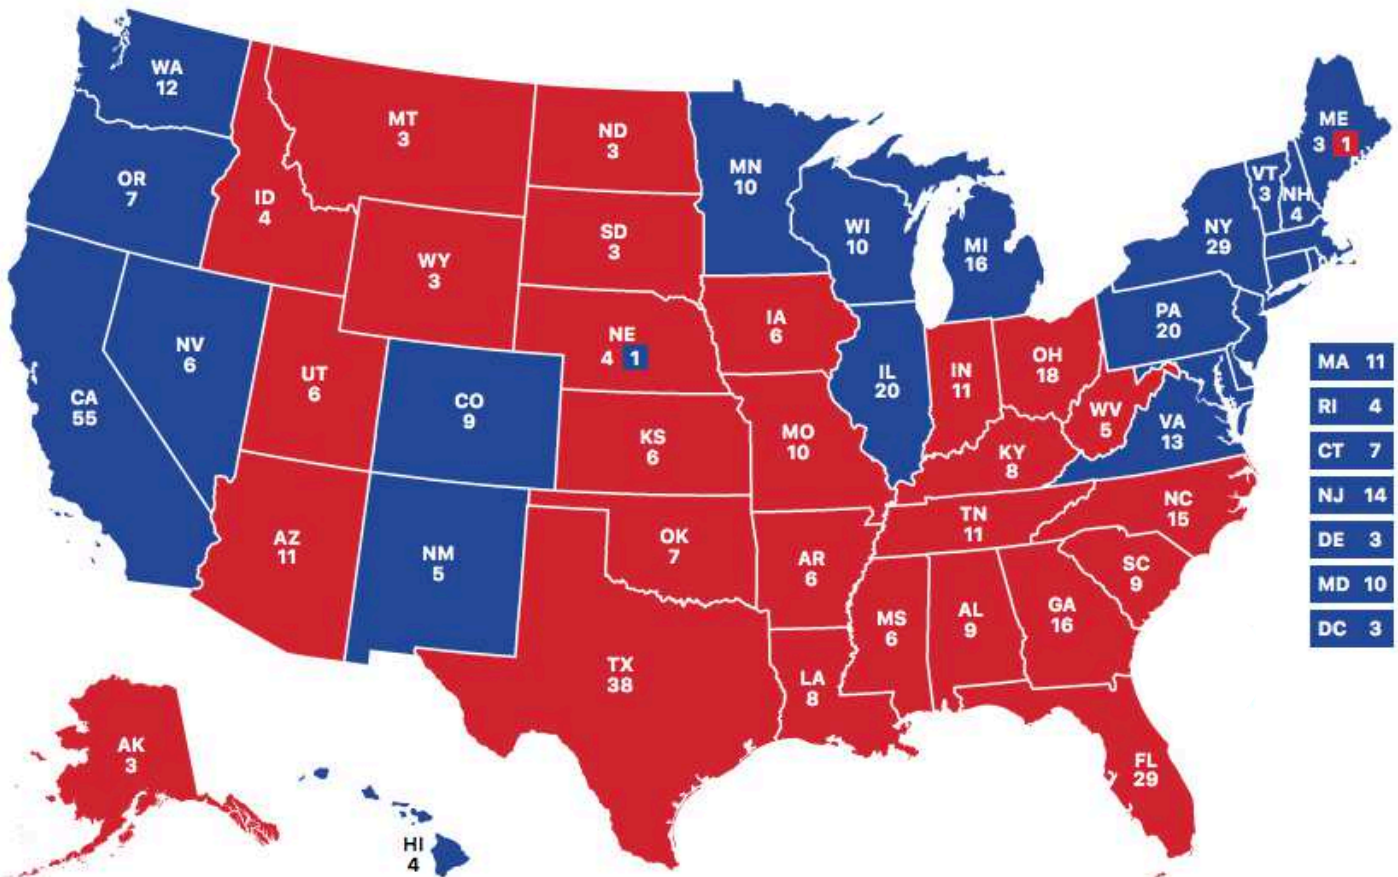 WA
12
OR
7
CA
55
NV
6
ID
4
MT
3
WY
3
UT
6
AZ
11
CO
9
NM
5
ND
3
SD
3
NE
4 1
KS
6
OK
7
TX
38
MN
10
IA
6
MO
10
AR
6
LA
8
WI
10
IL
20
MI
16
IN
11
OH
18
KY
8
TN
11
MS
6
AL
9
GA
16
FL
29
SC
9
NC
15
VA
13
WV
5
PA
20
NY
29
VT
3
NH
4
ME
3 1
MA 11
RI 4
CT 7
NJ 14
DE 3
MD 10
DC 3
AK
3
HI
4